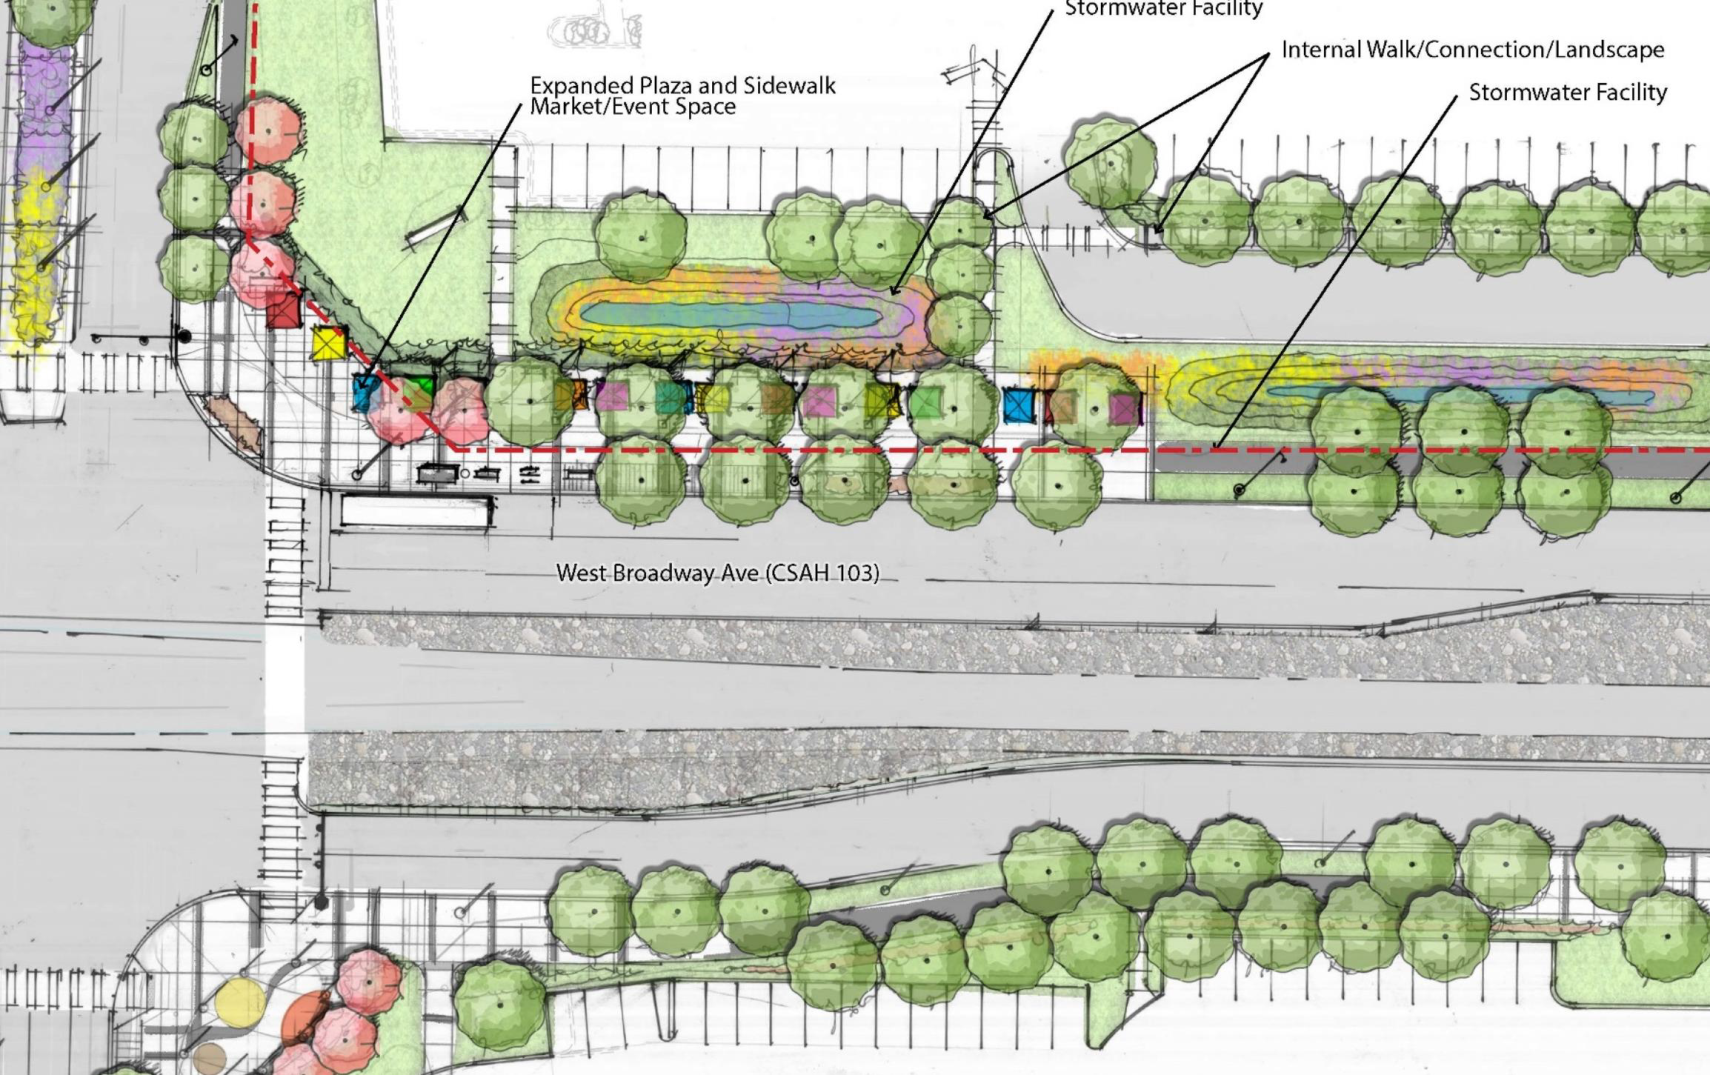 Stormwater Facility
Internal Walk/Connection/Landscape
Stormwater Facility
Expanded Plaza and Sidewalk
Market/Event Space
West Broadway Ave (CSAH 103)